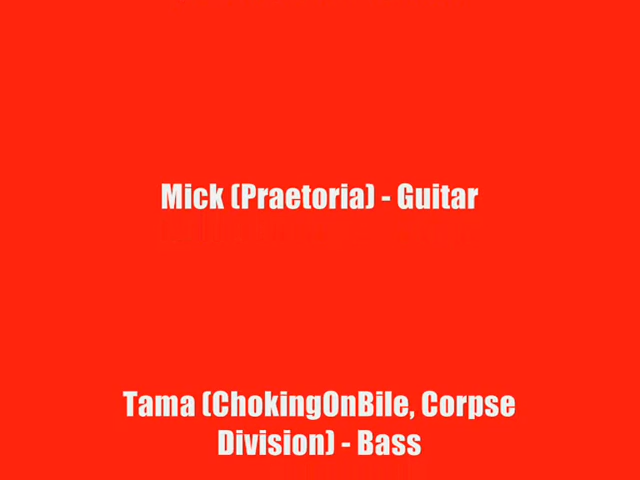 Mick (Praetoria) - Guitar
Tama (ChokingOnBile, Corpse
Division) - Bass